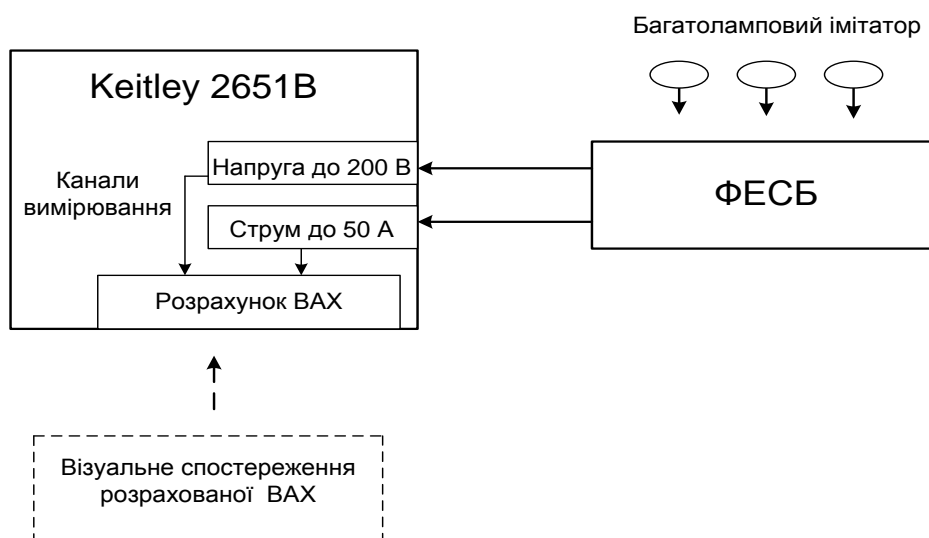 Багатоламповий імітатор
Keitley 2651B
Напруга до 200 В
Канали
вимірювання
ФЕСБ
Струм до 50 А
Розрахунок ВАХ
Візуальне спостереження
розрахованої ВАХ